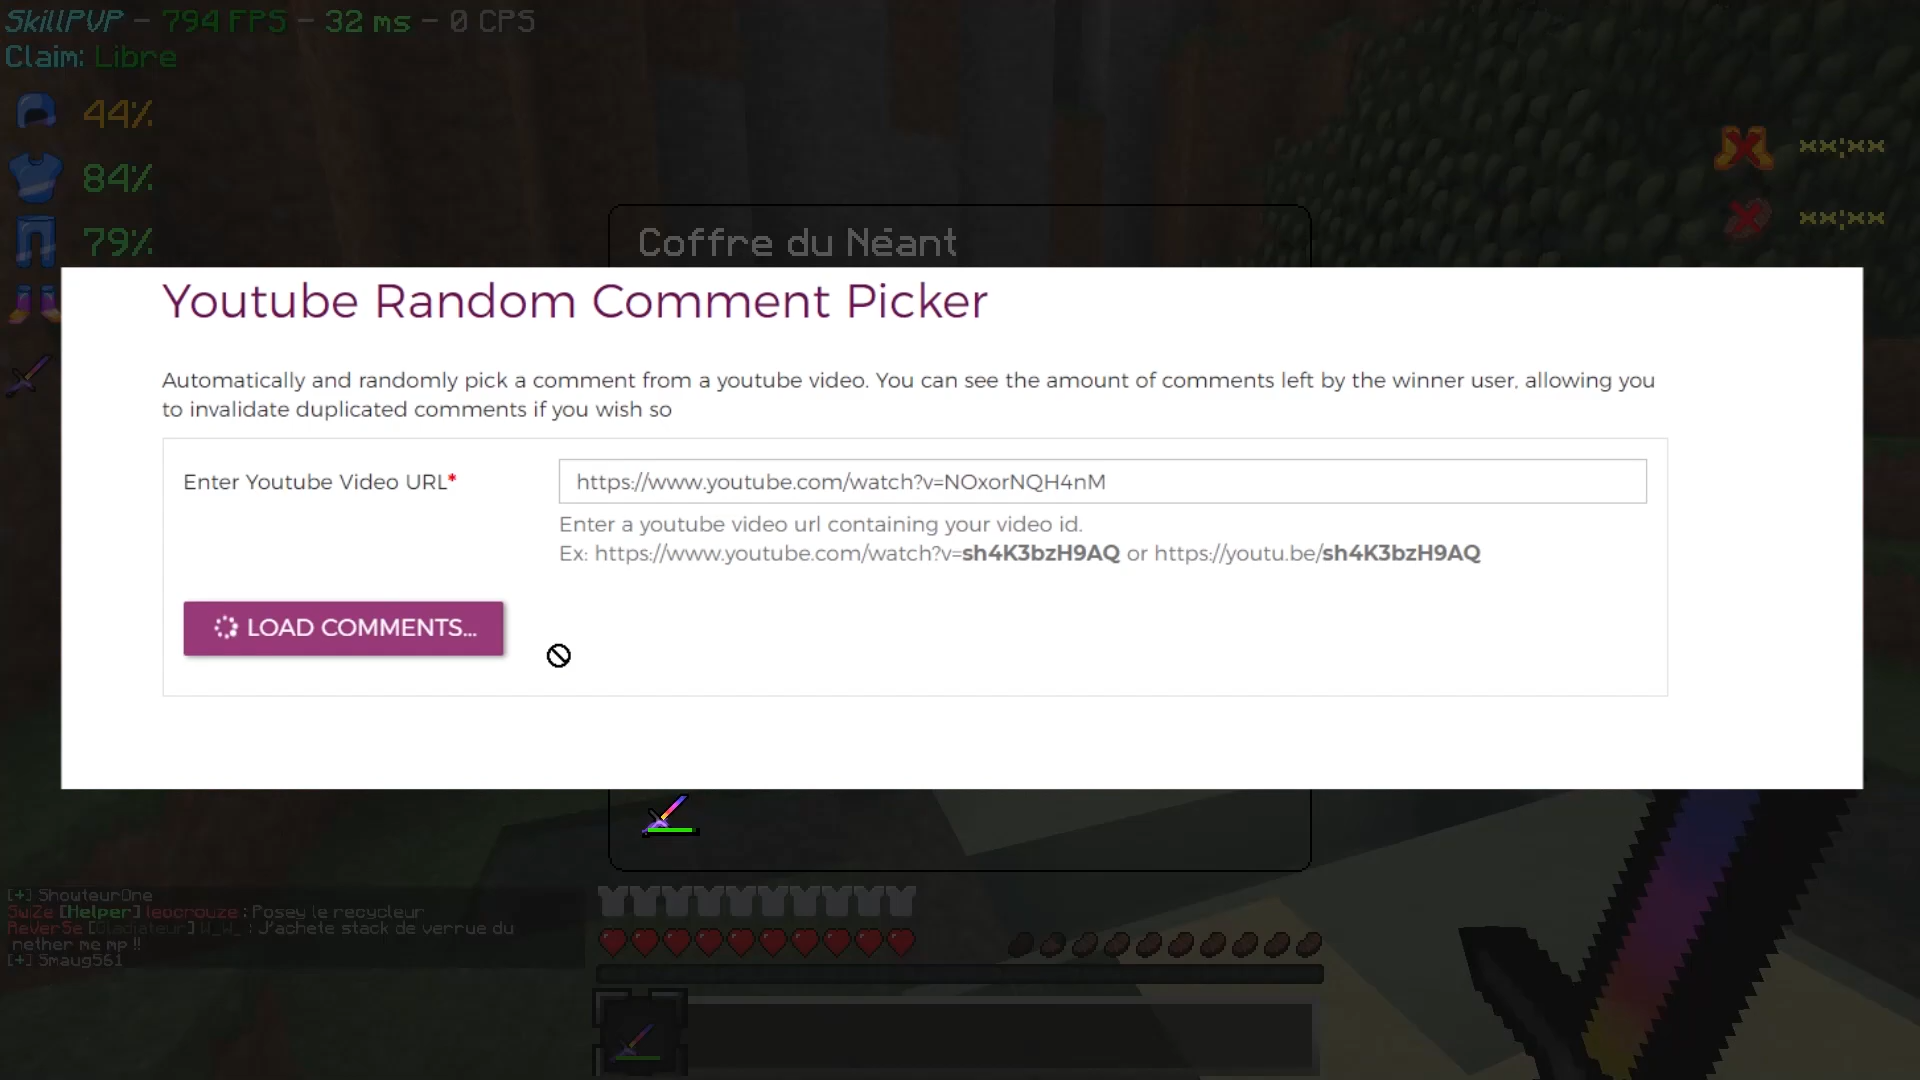 SkillPVP - 794 FPS - 32 ms - 0 CPS
Claim: Libre
44%
84%
79%
xx:xx
xx:xx
Coffre du Néant
Youtube Random Comment Picker
Automatically and randomly pick a comment from a youtube video. You can see the amount of comments left by the winner user, allowing you
to invalidate duplicated comments if you wish so
Enter Youtube Video URL*
https://www.youtube.com/watch?v=NOxorNQH4nM
Enter a youtube video url containing your video id.
Ex: https://www.youtube.com/watch?v=sh4K3bzH9AQ or https://youtu.be/sh4K3bzH9AQ
LOAD COMMENTS...
[+] ShouteurOne
SwiZe [Helper] leocrouze : Posey le recycleur
ReVerSe [Gladiateur] W_W_ : J'achete stack de verrue du
nether me mp !!
[+] Smaug561